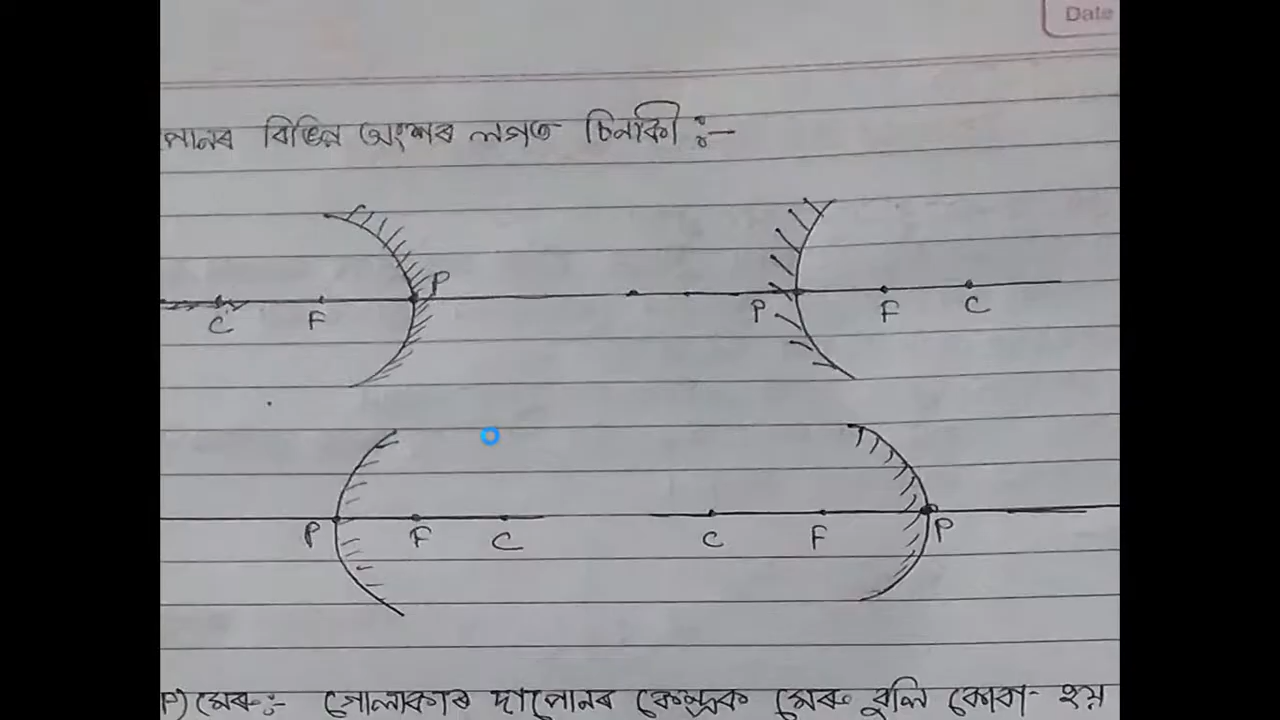 Date
পোনৰ বিভিন্ন অংশৰ লগত চিনাকী :-
P
C F
P F C
P F C
C F P
P) মেৰু:- গোলাকাৰ দাপোনৰ কেন্দ্ৰক মেৰু বুলি কোৱা হয়